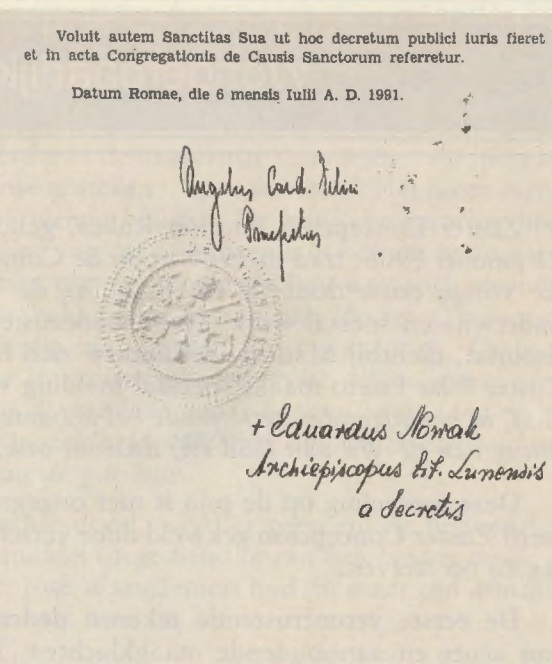 Voluit autem Sanctitas Sua ut hoc decretum publici iuris fieret
et in acta Congregationis de Causis Sanctorum referretur.
Datum Romae, die 6 mensis Iulii A. D. 1991.
Angelus Card. Felici
Praefectus
+ Eduardus Nowak
Archiepiscopus tit. Lunensis
a Secretis